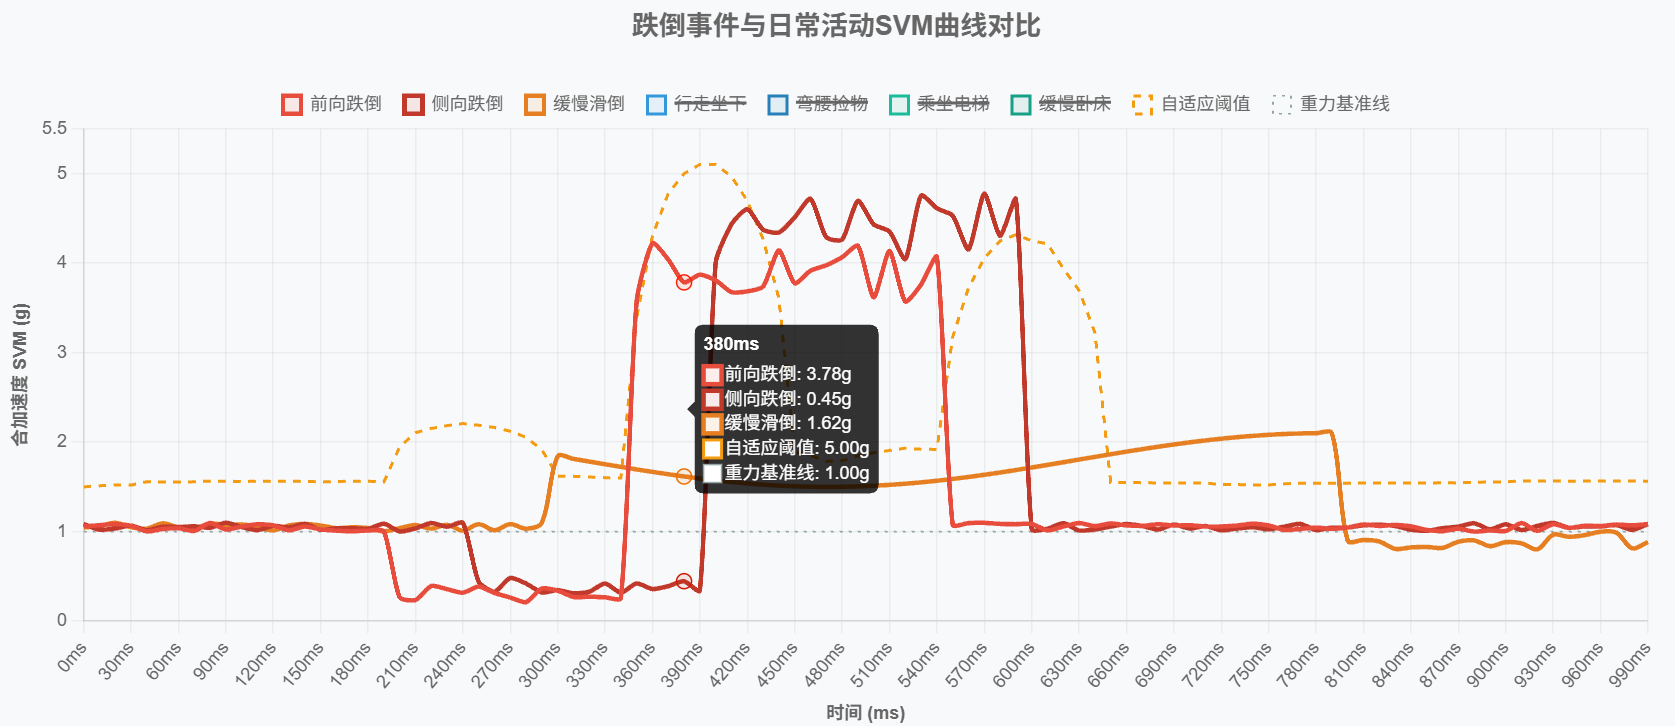 跌倒事件与日常活动SVM曲线对比
前向跌倒 侧向跌倒 缓慢滑倒 行走坐下 弯腰捡物 乘坐电梯 缓慢卧床 自适应阈值 重力基准线
合加速度 SVM (g)
5.5
5
4
3
2
1
0
380ms
前向跌倒: 3.78g
侧向跌倒: 0.45g
缓慢滑倒: 1.62g
自适应阈值: 5.00g
重力基准线: 1.00g
0ms 30ms 60ms 90ms 120ms 150ms 180ms 210ms 240ms 270ms 300ms 330ms 360ms 390ms 420ms 450ms 480ms 510ms 540ms 570ms 600ms 630ms 660ms 690ms 720ms 750ms 780ms 810ms 840ms 870ms 900ms 930ms 960ms 990ms
时间 (ms)